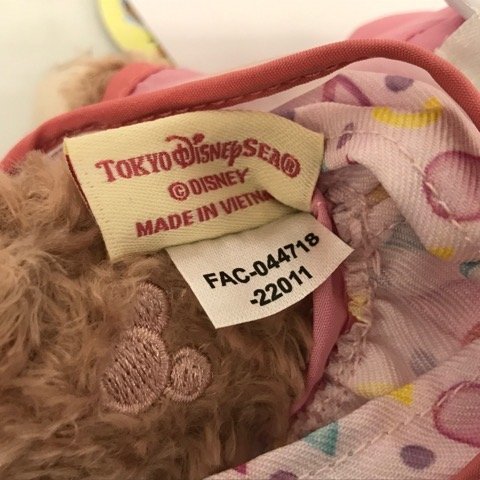 TOKYO DISNEYSEA®
© DISNEY
MADE IN VIETNAM
FAC-044718
-22011